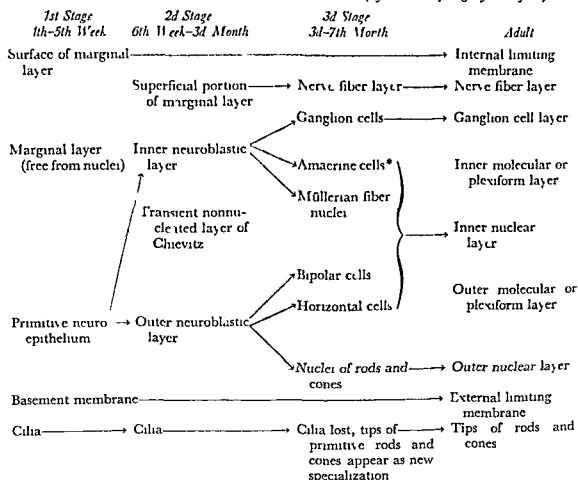 1st Stage
1th–5th Week
2d Stage
6th Week–3d Month
3d Stage
3d–7th Month
Adult
Surface of marginal
layer
Internal limiting
membrane
Superficial portion
of marginal layer
Nerve fiber layer
Nerve fiber layer
Ganglion cells
Ganglion cell layer
Marginal layer
(free from nuclei)
Inner neuroblastic
layer
Amacrine cells*
Inner molecular or
plexiform layer
Müllerian fiber
nuclei
Transient nonnu-
cleated layer of
Chievitz
Inner nuclear
layer
Bipolar cells
Horizontal cells
Outer molecular or
plexiform layer
Primitive neuro
epithelium
Outer neuroblastic
layer
Nuclei of rods and
cones
Outer nuclear layer
Basement membrane
External limiting
membrane
Cilia
Cilia
Cilia lost, tips of
primitive rods and
cones appear as new
specialization
Tips of rods and
cones